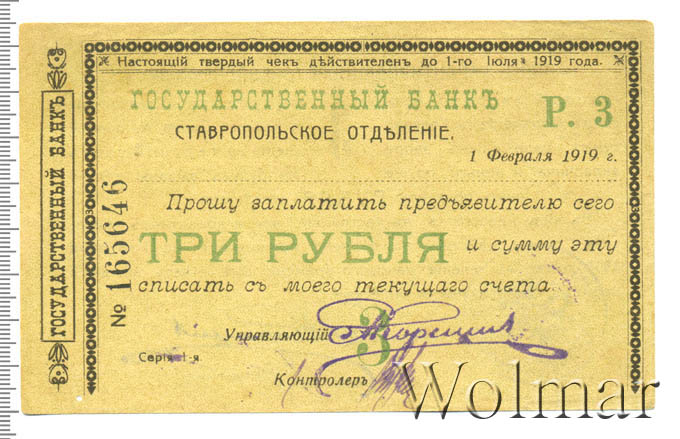 Настоящій твердый чекъ дѣйствителенъ до 1-го Іюля 1919 года.
ГОСУДАРСТВЕННЫЙ БАНКЪ
Р. 3
СТАВРОПОЛЬСКОЕ ОТДѢЛЕНІЕ.
1 Февраля 1919 г.
Прошу заплатить предъявителю сего
ТРИ РУБЛЯ и сумму эту
списать съ моего текущаго счета.
Управляющій
3
Серія 1-я.
Контролеръ
ГОСУДАРСТВЕННЫЙ БАНКЪ
№ 165646
Wolmar